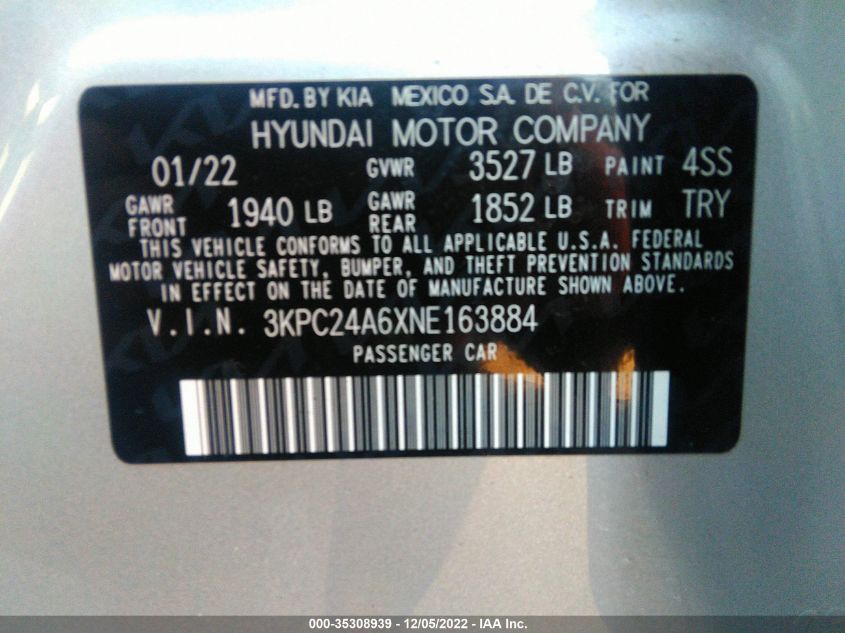 MFD. BY KIA MEXICO S.A. DE C.V. FOR
HYUNDAI MOTOR COMPANY
01/22 GVWR 3527 LB PAINT 4SS
GAWR FRONT 1940 LB GAWR REAR 1852 LB TRIM TRY
THIS VEHICLE CONFORMS TO ALL APPLICABLE U.S.A. FEDERAL
MOTOR VEHICLE SAFETY, BUMPER, AND THEFT PREVENTION STANDARDS
IN EFFECT ON THE DATE OF MANUFACTURE SHOWN ABOVE.
V.I.N. 3KPC24A6XNE163884
PASSENGER CAR
000-35308939 - 12/05/2022 - IAA Inc.